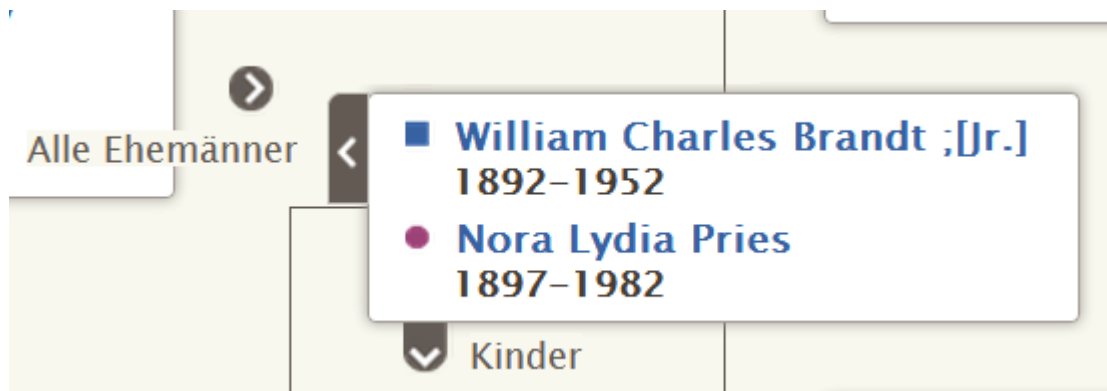 Alle Ehemänner
William Charles Brandt ;[Jr.]
1892–1952
Nora Lydia Pries
1897–1982
Kinder